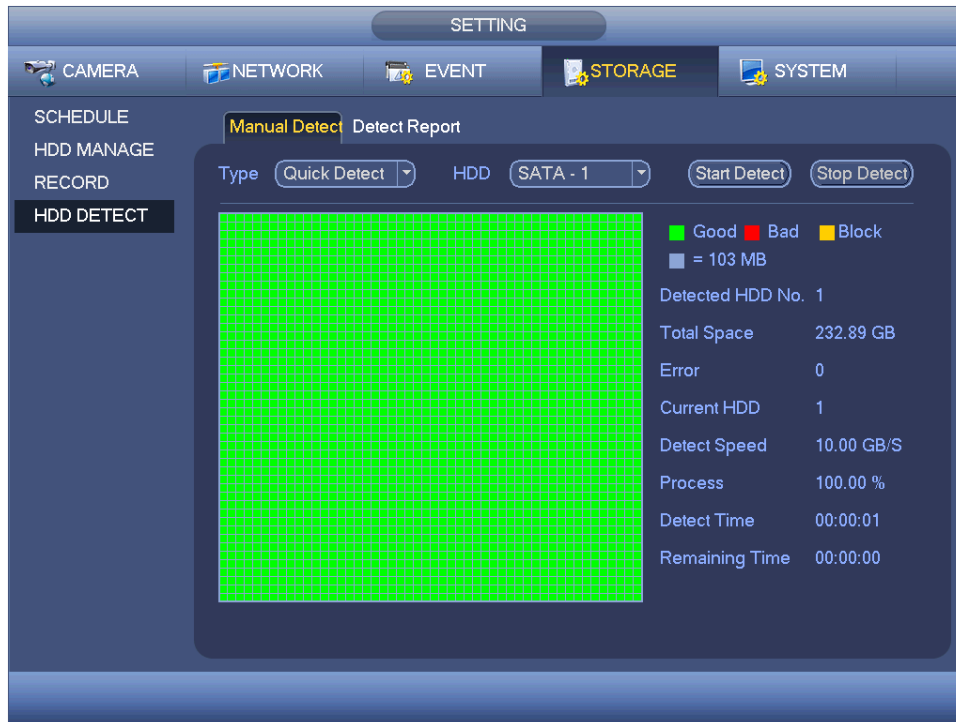 SETTING
CAMERA NETWORK EVENT STORAGE SYSTEM
SCHEDULE
HDD MANAGE
RECORD
HDD DETECT
Manual Detect Detect Report
Type Quick Detect HDD SATA - 1 Start Detect Stop Detect
Good Bad Block
= 103 MB
Detected HDD No. 1
Total Space 232.89 GB
Error 0
Current HDD 1
Detect Speed 10.00 GB/S
Process 100.00 %
Detect Time 00:00:01
Remaining Time 00:00:00